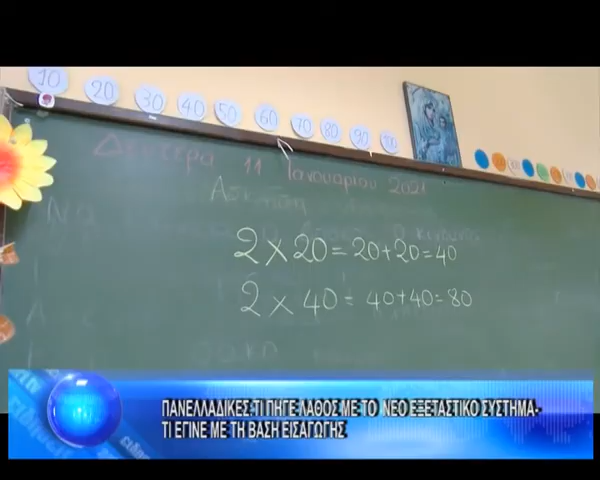 10 20 30 40 50 60 70 80 90 100
Δευτέρα 11 Ιανουαρίου 2021
Άσκηση
2 × 20 = 20+20=40
2 × 40 = 40+40=80
ΠΑΝΕΛΛΑΔΙΚΕΣ:ΤΙ ΠΗΓΕ ΛΑΘΟΣ ΜΕ ΤΟ ΝΕΟ ΕΞΕΤΑΣΤΙΚΟ ΣΥΣΤΗΜΑ-
ΤΙ ΕΓΙΝΕ ΜΕ ΤΗ ΒΑΣΗ ΕΙΣΑΓΩΓΗΣ